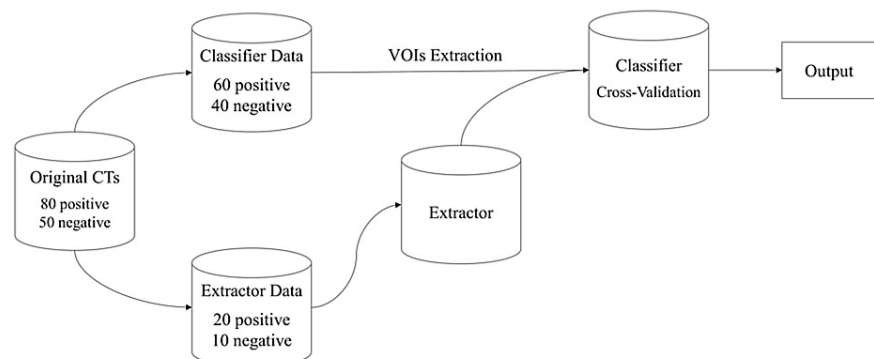 Classifier Data
60 positive
40 negative
VOIs Extraction
Classifier
Cross-Validation
Output
Original CTs
80 positive
50 negative
Extractor
Extractor Data
20 positive
10 negative